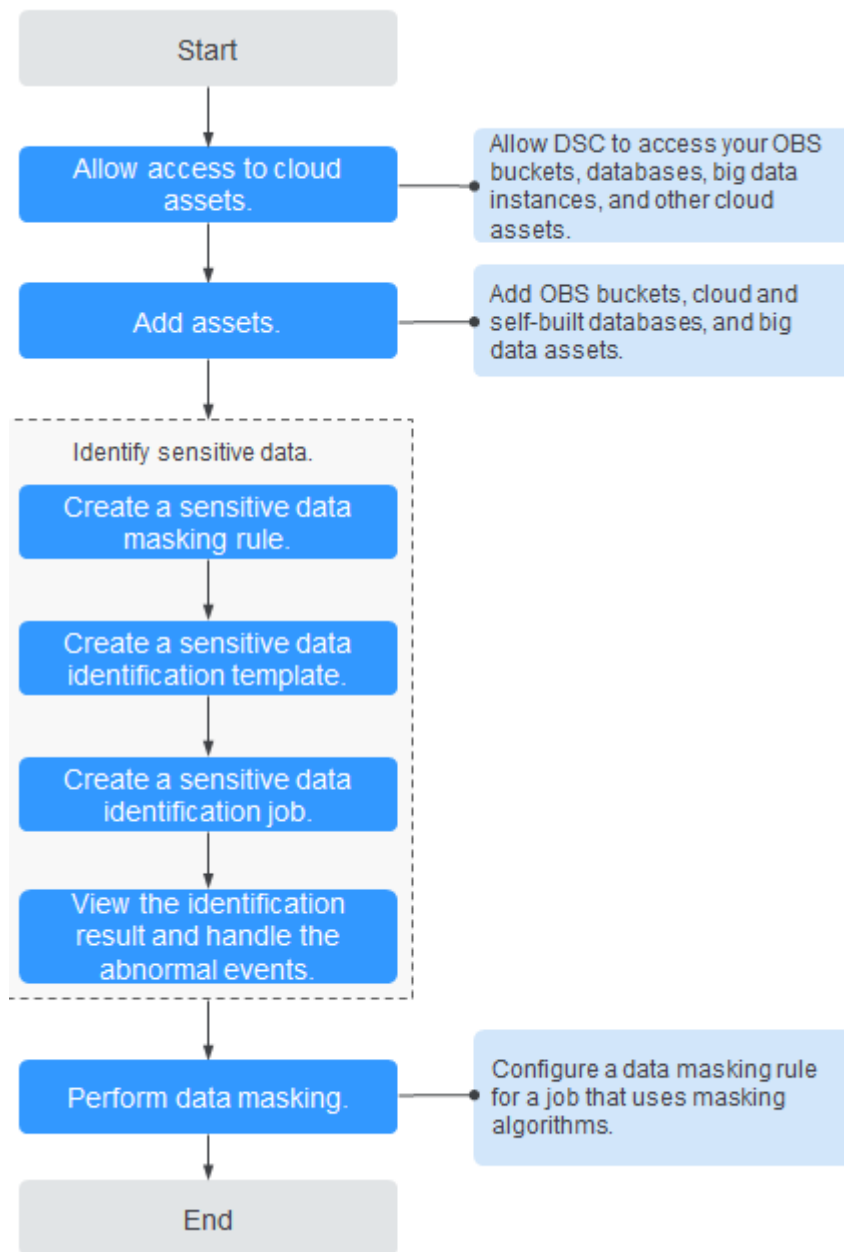 Start
Allow access to cloud
assets.
Allow DSC to access your OBS
buckets, databases, big data
instances, and other cloud
assets.
Add assets.
Add OBS buckets, cloud and
self-built databases, and big
data assets.
Identify sensitive data.
Create a sensitive data
masking rule.
Create a sensitive data
identification template.
Create a sensitive data
identification job.
View the identification
result and handle the
abnormal events.
Perform data masking.
Configure a data masking rule
for a job that uses masking
algorithms.
End